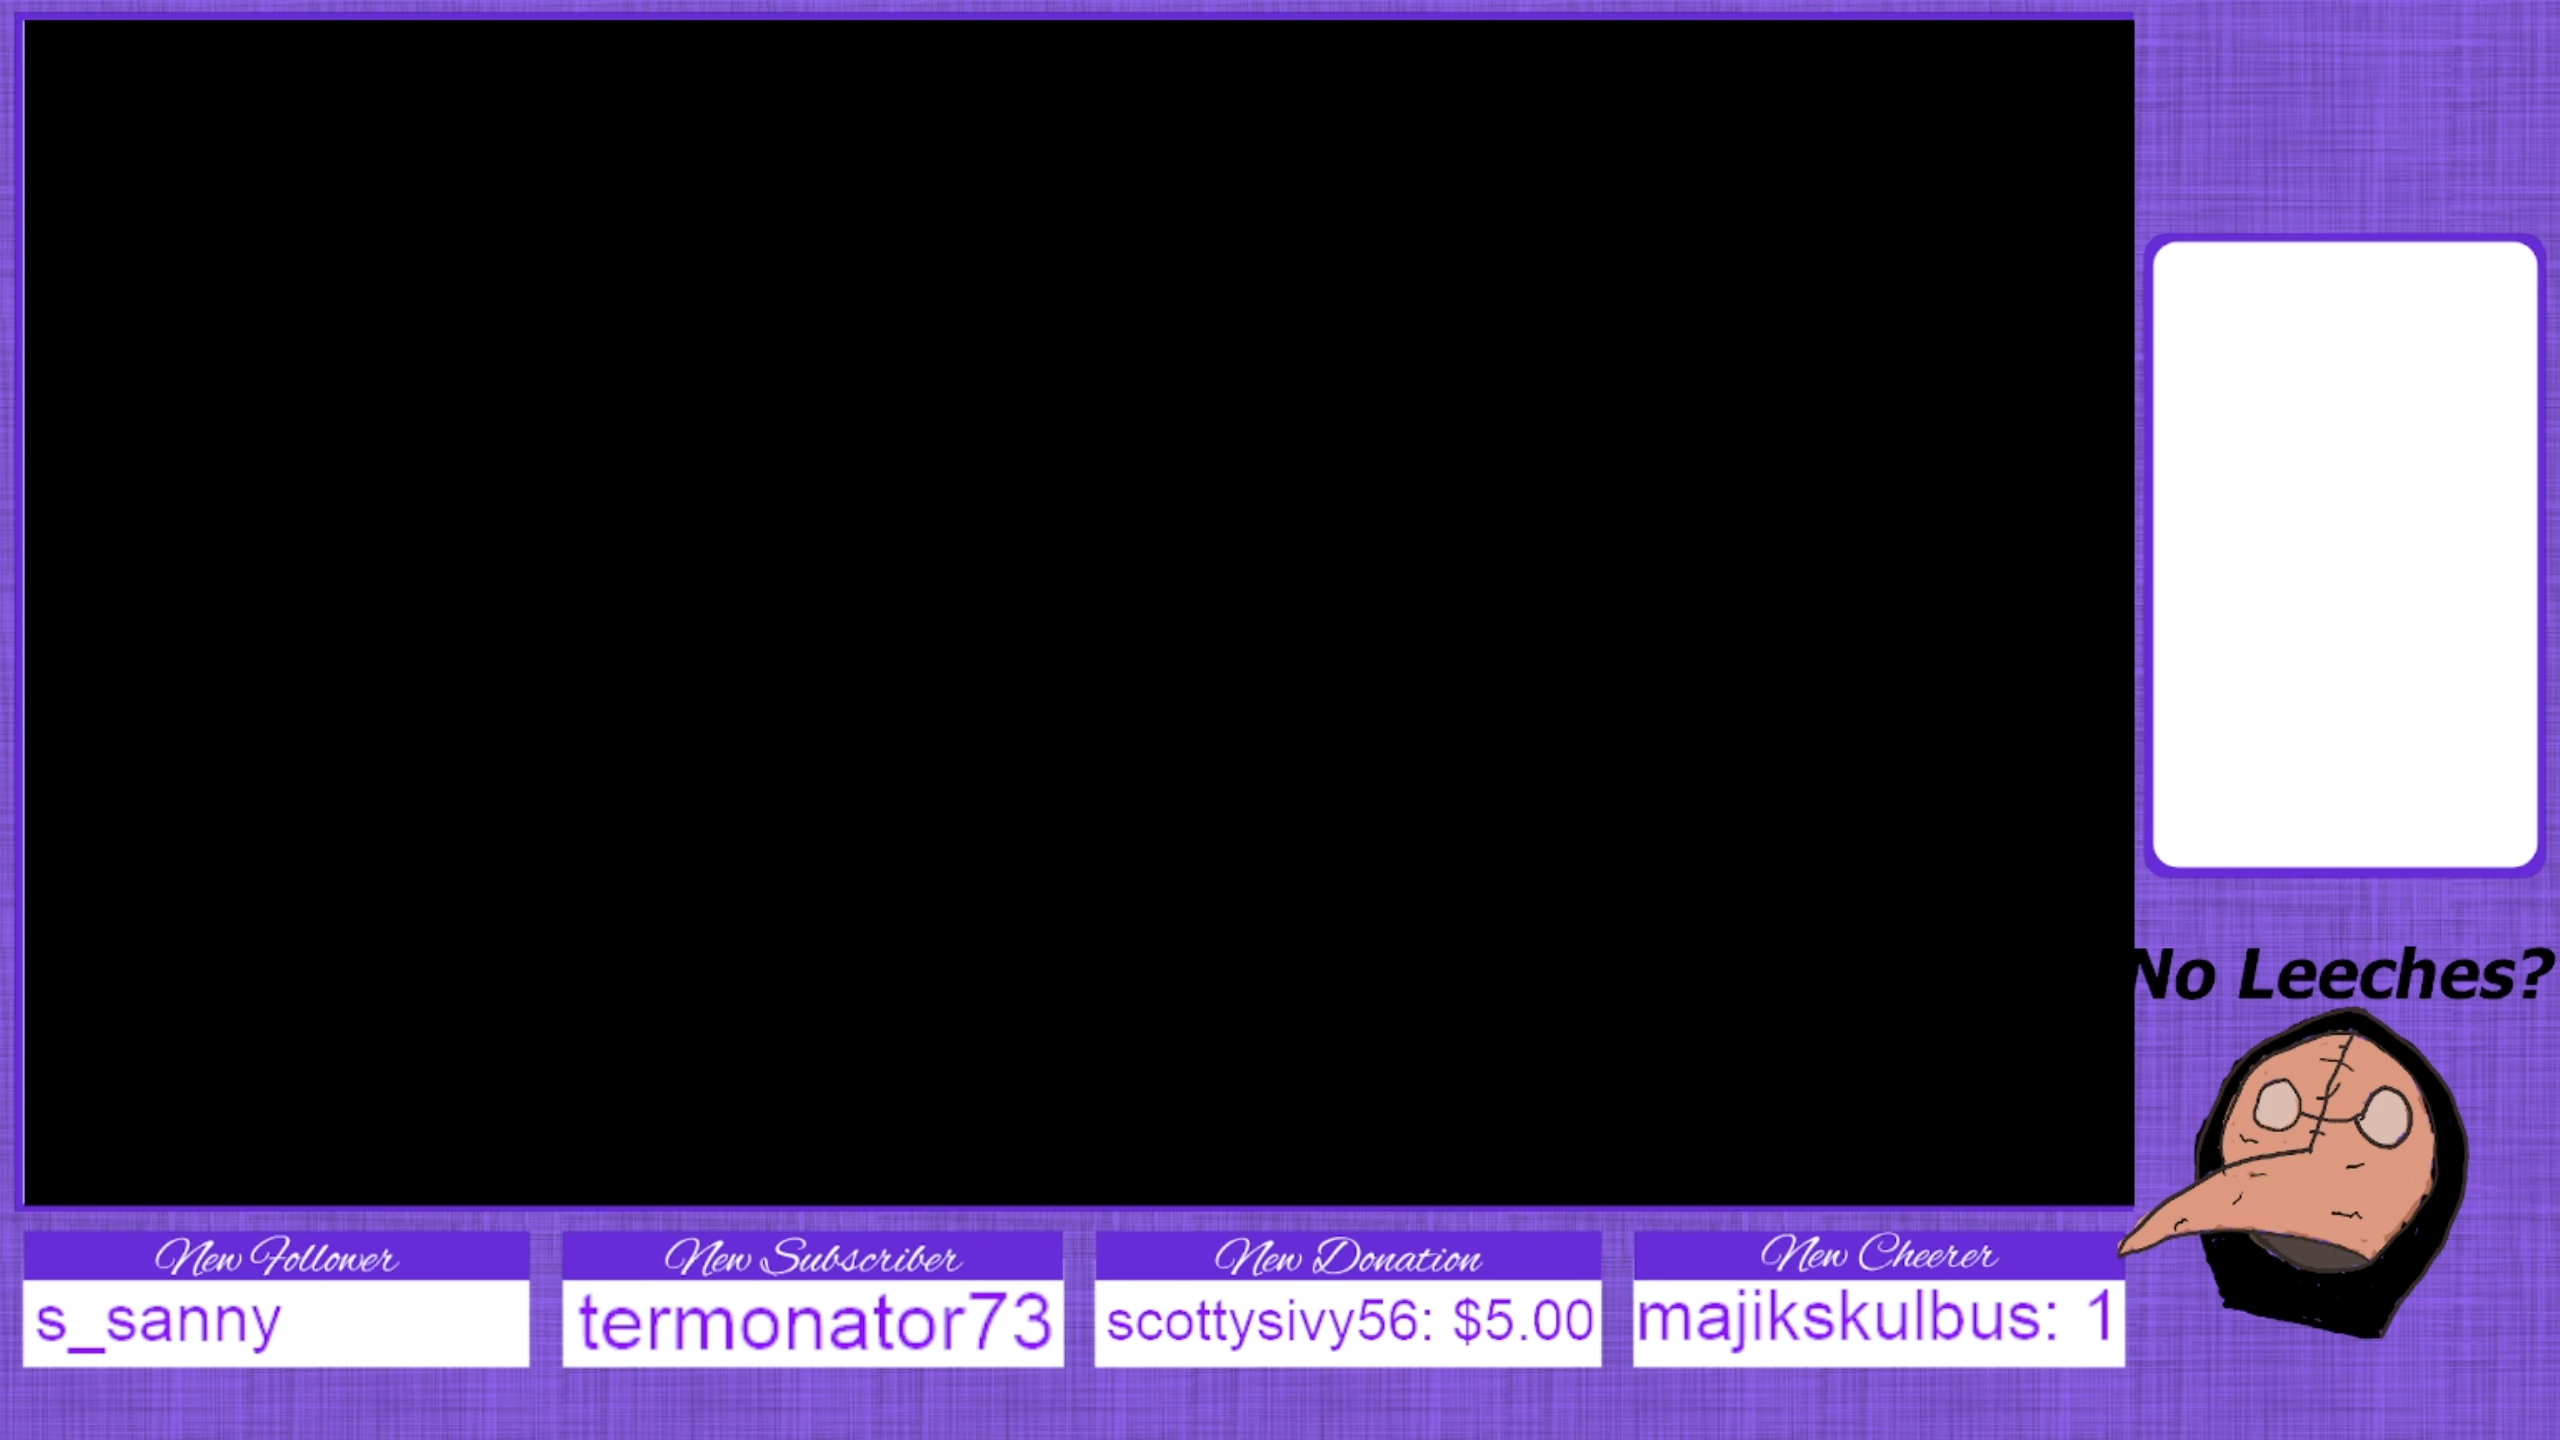 No Leeches?
New Follower
s_sanny
New Subscriber
termonator73
New Donation
scottysivy56: $5.00
New Cheerer
majikskulbus: 1